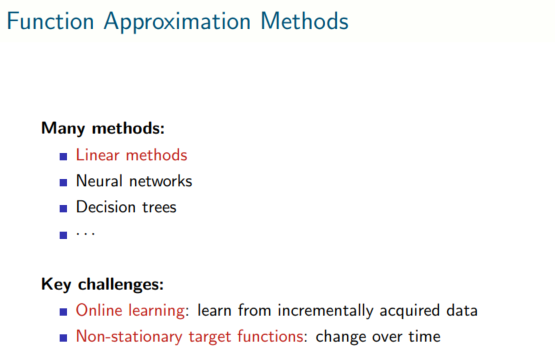 Function Approximation Methods
Many methods:
Linear methods
Neural networks
Decision trees
...
Key challenges:
Online learning: learn from incrementally acquired data
Non-stationary target functions: change over time